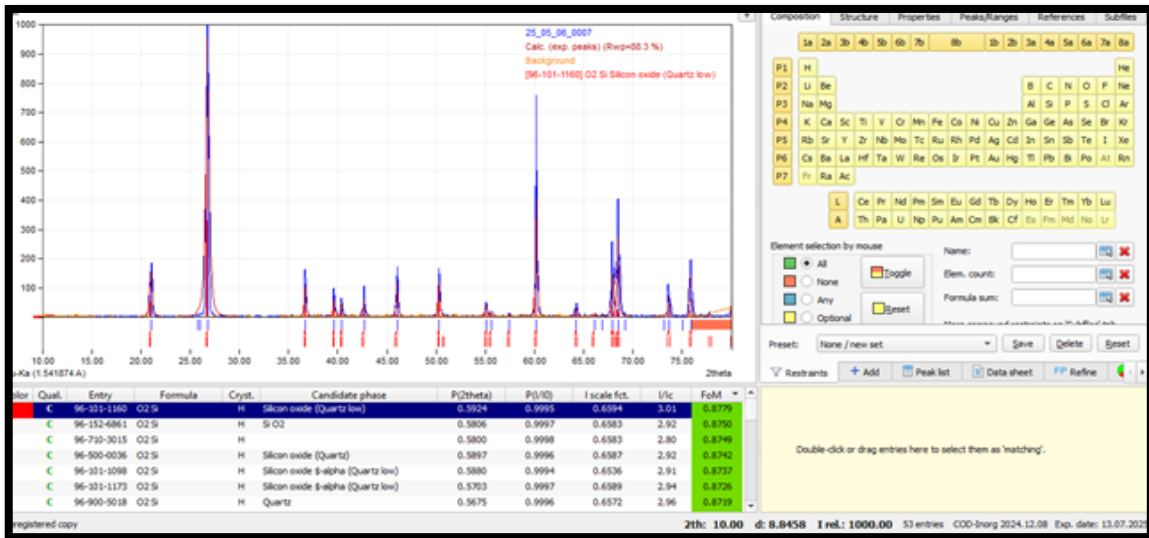 Composition Structure Properties Peaks/Ranges References Subfiles
1000
900
800
700
600
500
400
300
200
100
25_05_06_0007
Calc. (exp. peaks) (Rwp=88.3 %)
Background
[96-101-1160] O2 Si Silicon oxide (Quartz low)
10.00 15.00 20.00 25.00 30.00 35.00 40.00 45.00 50.00 55.00 60.00 65.00 70.00 75.00
u-Ka (1.541874 A) 2theta
1a 2a 3b 4b 5b 6b 7b 8b 1b 2b 3a 4a 5a 6a 7a 8a
P1 H He
P2 Li Be B C N O F Ne
P3 Na Mg Al Si P S Cl Ar
P4 K Ca Sc Ti V Cr Mn Fe Co Ni Cu Zn Ga Ge As Se Br Kr
P5 Rb Sr Y Zr Nb Mo Tc Ru Rh Pd Ag Cd In Sn Sb Te I Xe
P6 Cs Ba La Hf Ta W Re Os Ir Pt Au Hg Tl Pb Bi Po At Rn
P7 Fr Ra Ac
L Ce Pr Nd Pm Sm Eu Gd Tb Dy Ho Er Tm Yb Lu
A Th Pa U Np Pu Am Cm Bk Cf Es Fm Md No Lr
Element selection by mouse
All
None
Any
Optional
Toggle
Reset
Name:
Elem. count:
Formula sum:
Preset: None / new set Save Delete Reset
Restraints + Add Peak list Data sheet FP Refine
olor Qual. Entry Formula Cryst. Candidate phase P(2theta) P(I/I0) I scale fct. I/Ic FoM
C 96-101-1160 O2 Si H Silicon oxide (Quartz low) 0.5924 0.9995 0.6594 3.01 0.8779
C 96-152-6861 O2 Si H Si O2 0.5806 0.9997 0.6583 2.92 0.8750
C 96-710-3015 O2 Si H 0.5800 0.9998 0.6583 2.80 0.8749
C 96-500-0036 O2 Si H Silicon oxide (Quartz) 0.5897 0.9996 0.6587 2.92 0.8742
C 96-101-1098 O2 Si H Silicon oxide $-alpha (Quartz low) 0.5880 0.9994 0.6536 2.91 0.8737
C 96-101-1173 O2 Si H Silicon oxide $-alpha (Quartz low) 0.5703 0.9997 0.6589 2.94 0.8726
C 96-900-5018 O2 Si H Quartz 0.5675 0.9996 0.6572 2.96 0.8719
Double-click or drag entries here to select them as 'matching'.
registered copy 2th: 10.00 d: 8.8458 I rel.: 1000.00 53 entries COD-Inorg 2024.12.08 Exp. date: 13.07.2025